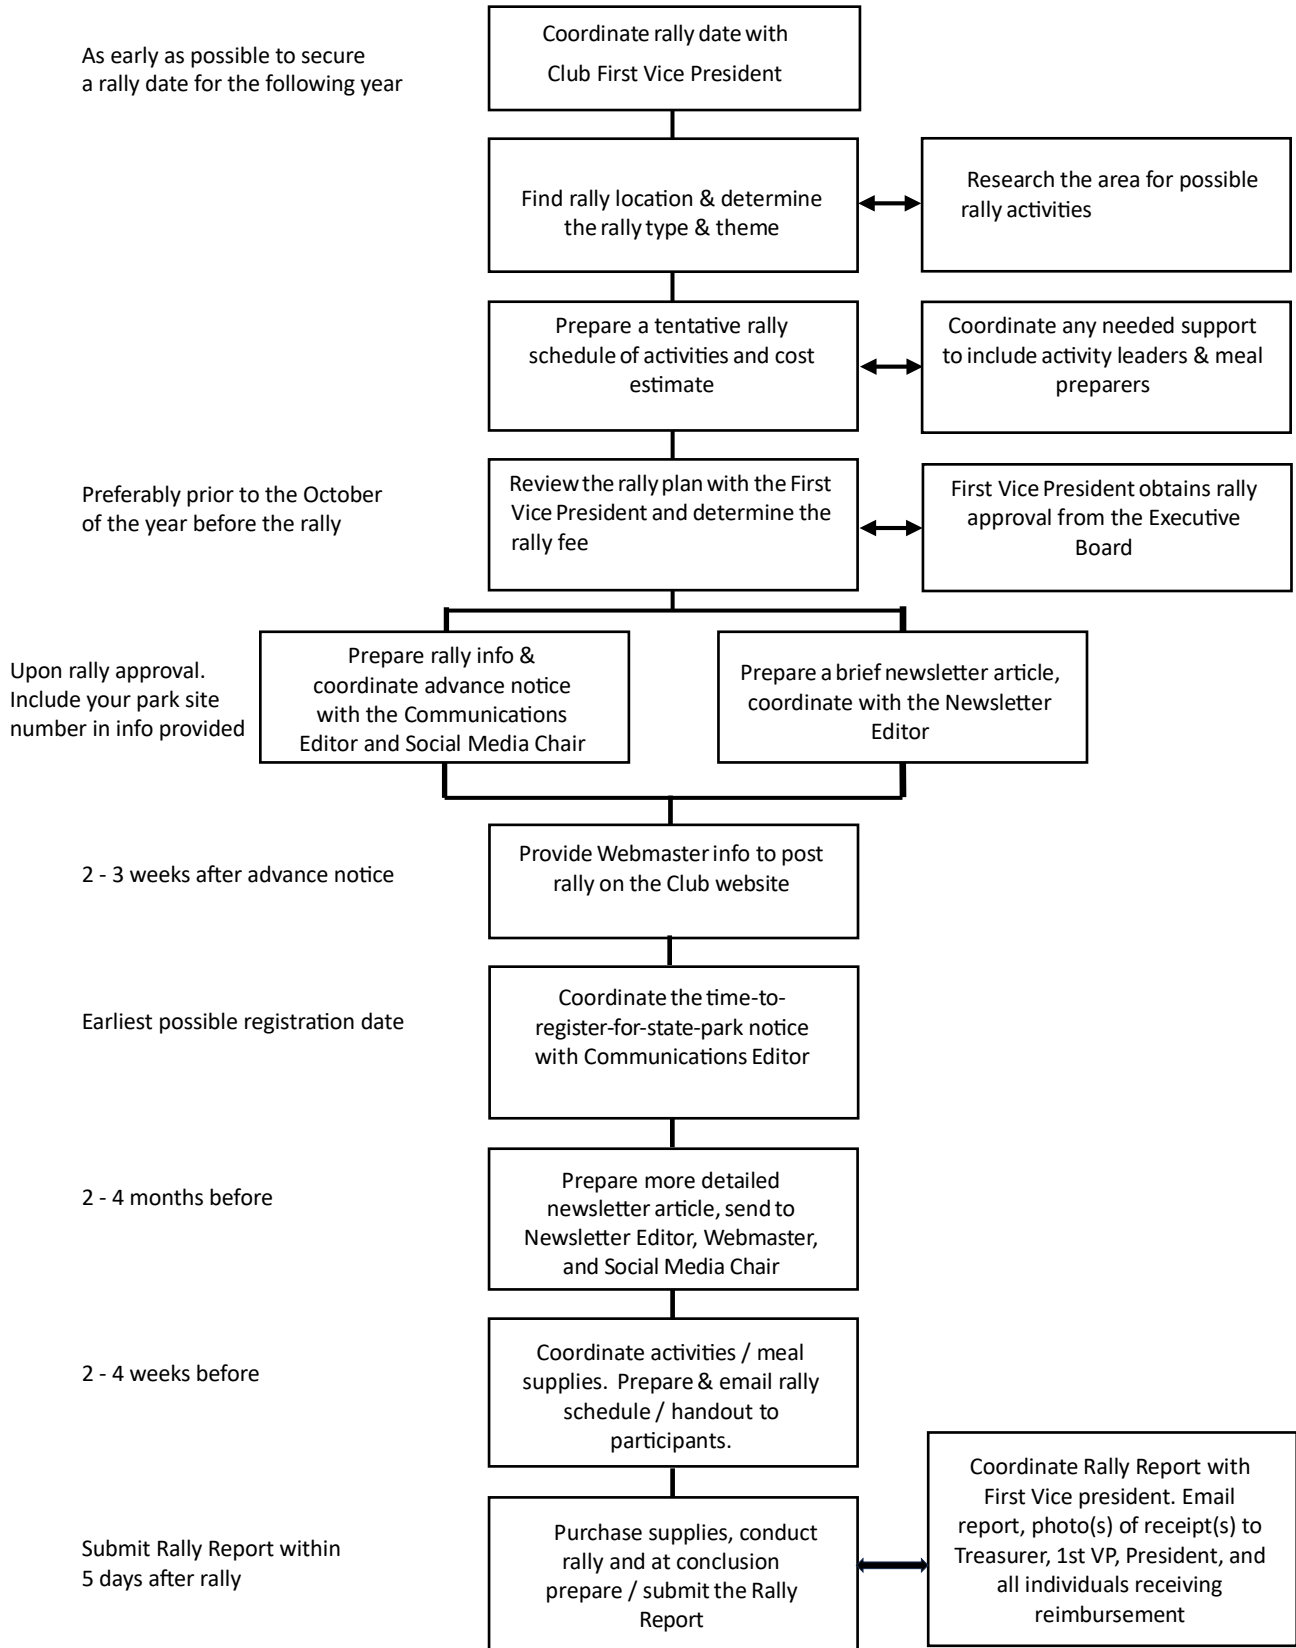 As early as possible to secure
a rally date for the following year
Coordinate rally date with
Club First Vice President
Find rally location & determine
the rally type & theme
Research the area for possible
rally activities
Prepare a tentative rally
schedule of activities and cost
estimate
Coordinate any needed support
to include activity leaders & meal
preparers
Preferably prior to the October
of the year before the rally
Review the rally plan with the First
Vice President and determine the
rally fee
First Vice President obtains rally
approval from the Executive
Board
Upon rally approval.
Include your park site
number in info provided
Prepare rally info &
coordinate advance notice
with the Communications
Editor and Social Media Chair
Prepare a brief newsletter article,
coordinate with the Newsletter
Editor
2 - 3 weeks after advance notice
Provide Webmaster info to post
rally on the Club website
Earliest possible registration date
Coordinate the time-to-
register-for-state-park notice
with Communications Editor
2 - 4 months before
Prepare more detailed
newsletter article, send to
Newsletter Editor, Webmaster,
and Social Media Chair
2 - 4 weeks before
Coordinate activities / meal
supplies. Prepare & email rally
schedule / handout to
participants.
Submit Rally Report within
5 days after rally
Purchase supplies, conduct
rally and at conclusion
prepare / submit the Rally
Report
Coordinate Rally Report with
First Vice president. Email
report, photo(s) of receipt(s) to
Treasurer, 1st VP, President, and
all individuals receiving
reimbursement